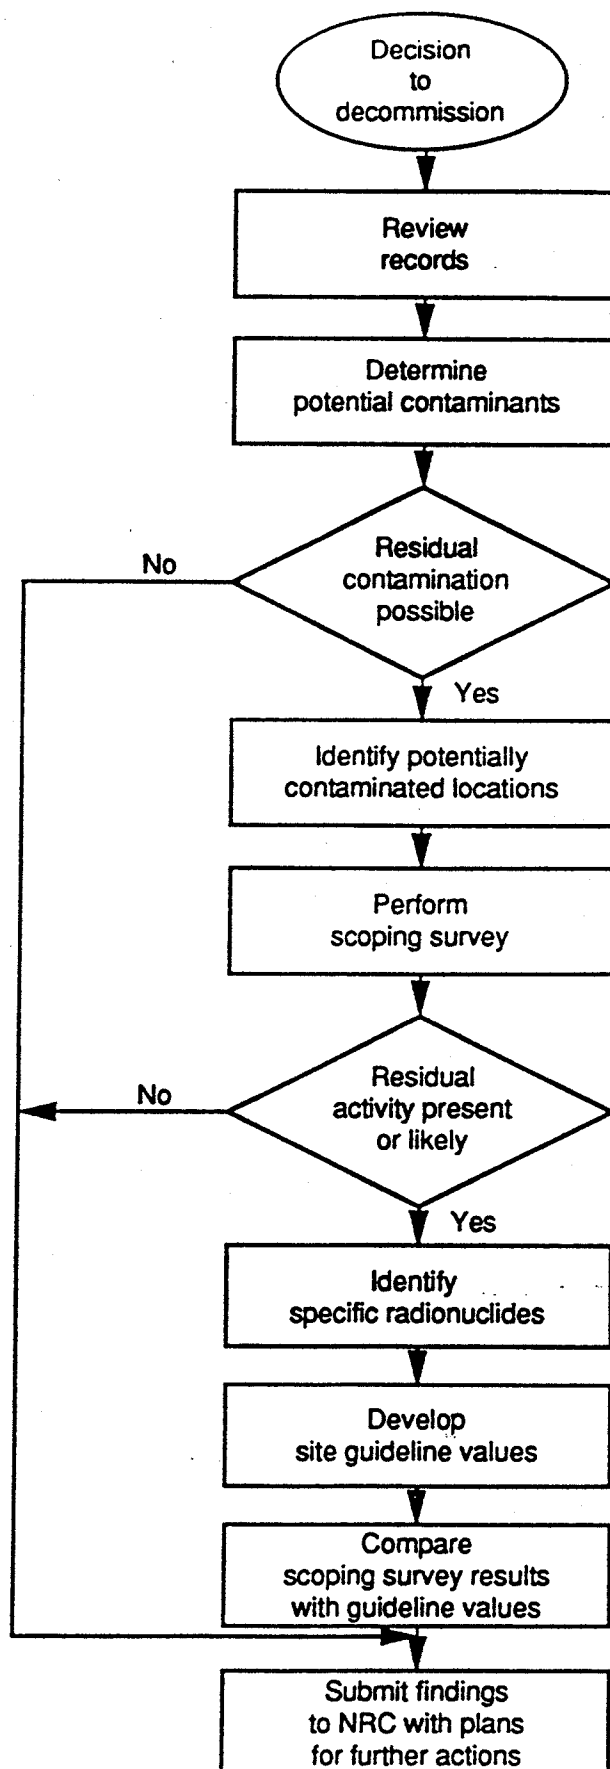 Decision
to
decommission
Review
records
Determine
potential contaminants
Residual
contamination
possible
No
Yes
Identify potentially
contaminated locations
Perform
scoping survey
Residual
activity present
or likely
No
Yes
Identify
specific radionuclides
Develop
site guideline values
Compare
scoping survey results
with guideline values
Submit findings
to NRC with plans
for further actions